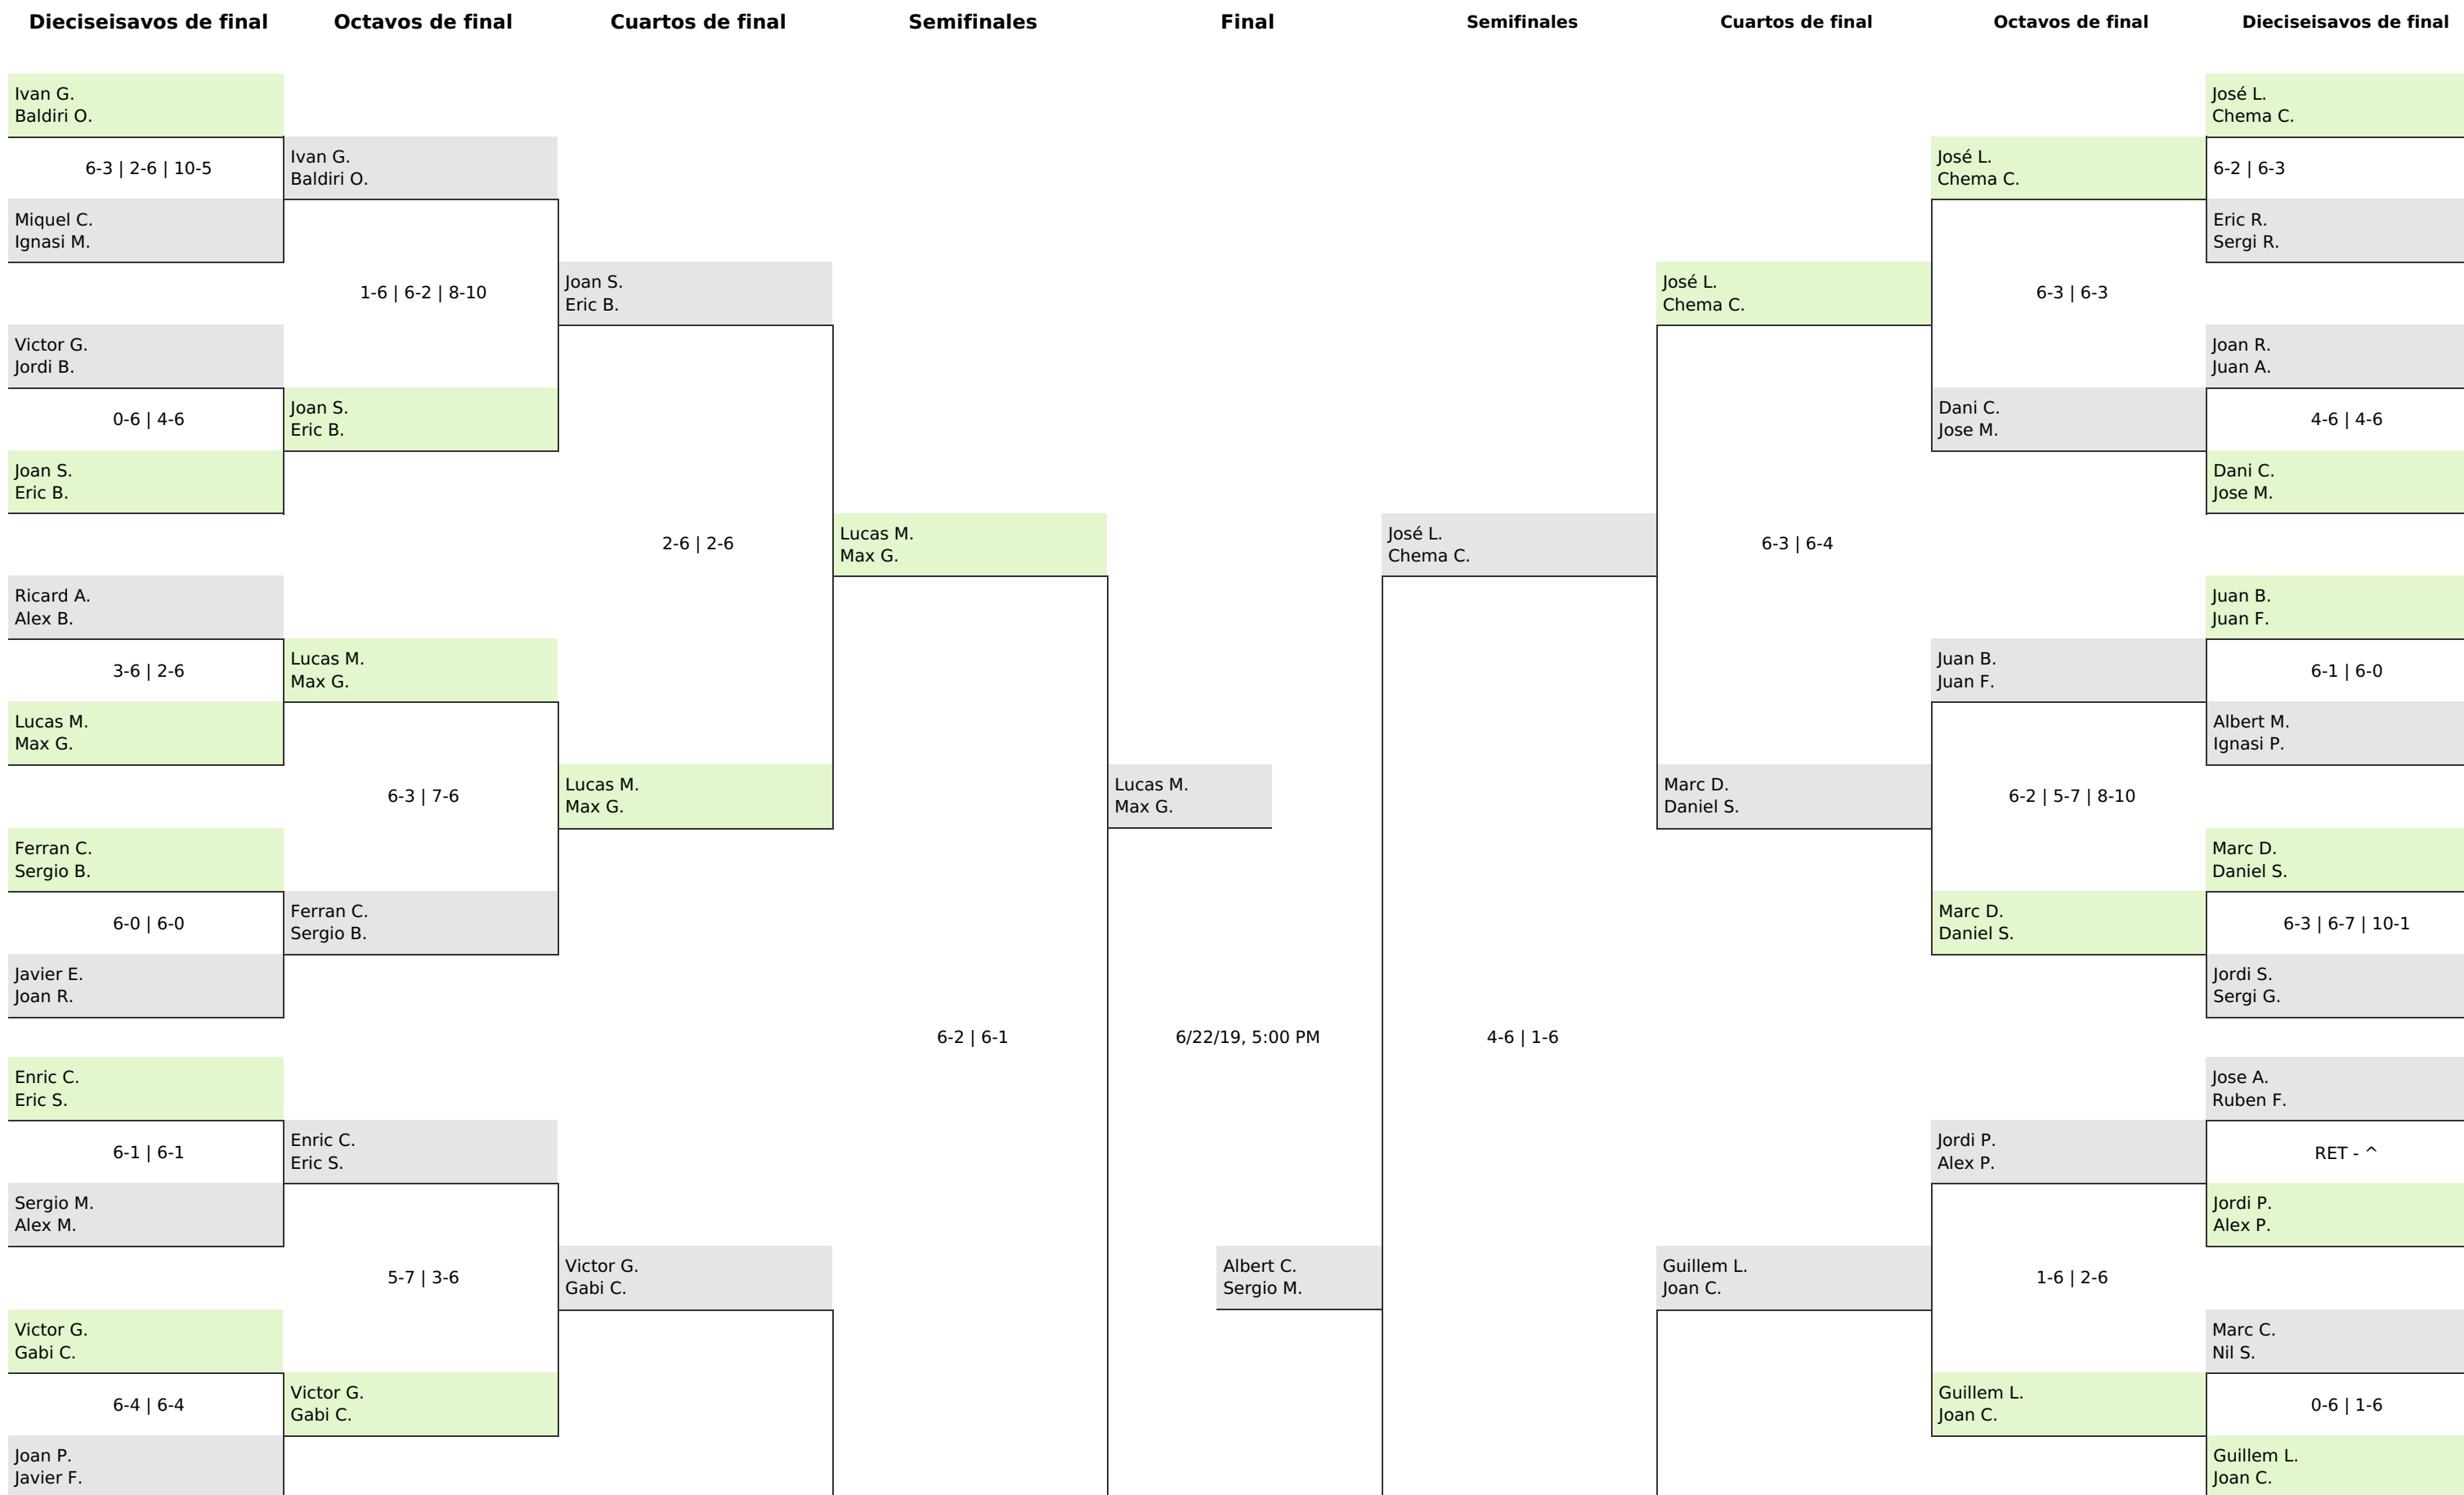 Dieciseisavos de final
Octavos de final
Cuartos de final
Semifinales
Final
Semifinales
Cuartos de final
Octavos de final
Dieciseisavos de final
Ivan G.
Baldiri O.
6-3 | 2-6 | 10-5
Miquel C.
Ignasi M.
Victor G.
Jordi B.
0-6 | 4-6
Joan S.
Eric B.
Ricard A.
Alex B.
3-6 | 2-6
Lucas M.
Max G.
Ferran C.
Sergio B.
6-0 | 6-0
Javier E.
Joan R.
Enric C.
Eric S.
6-1 | 6-1
Sergio M.
Alex M.
Victor G.
Gabi C.
6-4 | 6-4
Joan P.
Javier F.
Ivan G.
Baldiri O.
1-6 | 6-2 | 8-10
Joan S.
Eric B.
Lucas M.
Max G.
6-3 | 7-6
Ferran C.
Sergio B.
Enric C.
Eric S.
5-7 | 3-6
Victor G.
Gabi C.
Joan S.
Eric B.
2-6 | 2-6
Lucas M.
Max G.
Victor G.
Gabi C.
Lucas M.
Max G.
6-2 | 6-1
Lucas M.
Max G.
6/22/19, 5:00 PM
Albert C.
Sergio M.
José L.
Chema C.
4-6 | 1-6
José L.
Chema C.
6-3 | 6-4
Marc D.
Daniel S.
Guillem L.
Joan C.
José L.
Chema C.
6-3 | 6-3
Dani C.
Jose M.
Juan B.
Juan F.
6-2 | 5-7 | 8-10
Marc D.
Daniel S.
Jordi P.
Alex P.
1-6 | 2-6
Guillem L.
Joan C.
José L.
Chema C.
6-2 | 6-3
Eric R.
Sergi R.
Joan R.
Juan A.
4-6 | 4-6
Dani C.
Jose M.
Juan B.
Juan F.
6-1 | 6-0
Albert M.
Ignasi P.
Marc D.
Daniel S.
6-3 | 6-7 | 10-1
Jordi S.
Sergi G.
Jose A.
Ruben F.
RET - ^
Jordi P.
Alex P.
Marc C.
Nil S.
0-6 | 1-6
Guillem L.
Joan C.